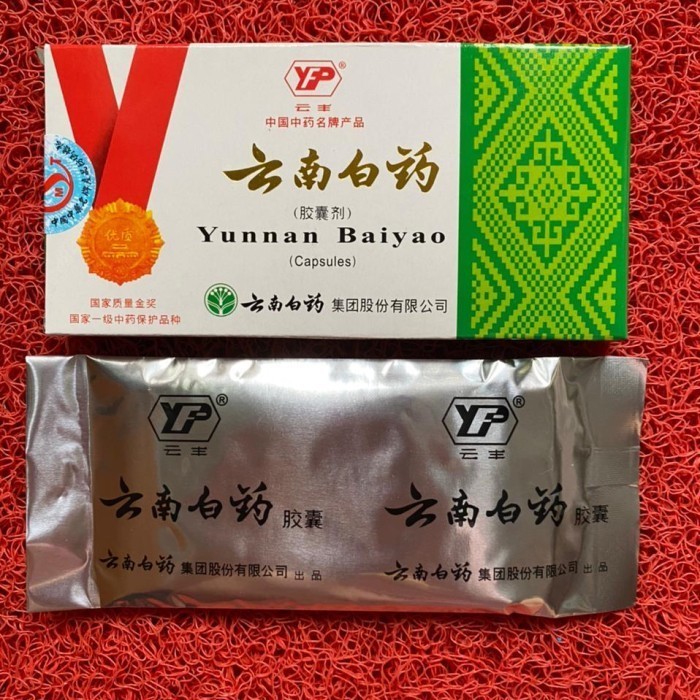 YFP®
云丰
中国中药名牌产品
云南白药
（胶囊剂）
Yunnan Baiyao
(Capsules)
云南白药 集团股份有限公司
优质
国家质量金奖
国家一级中药保护品种
YP® YP®
云丰 云丰
云南白药 胶囊 云南白药 胶囊
云南白药 集团股份有限公司 出品 云南白药 集团股份有限公司 出品